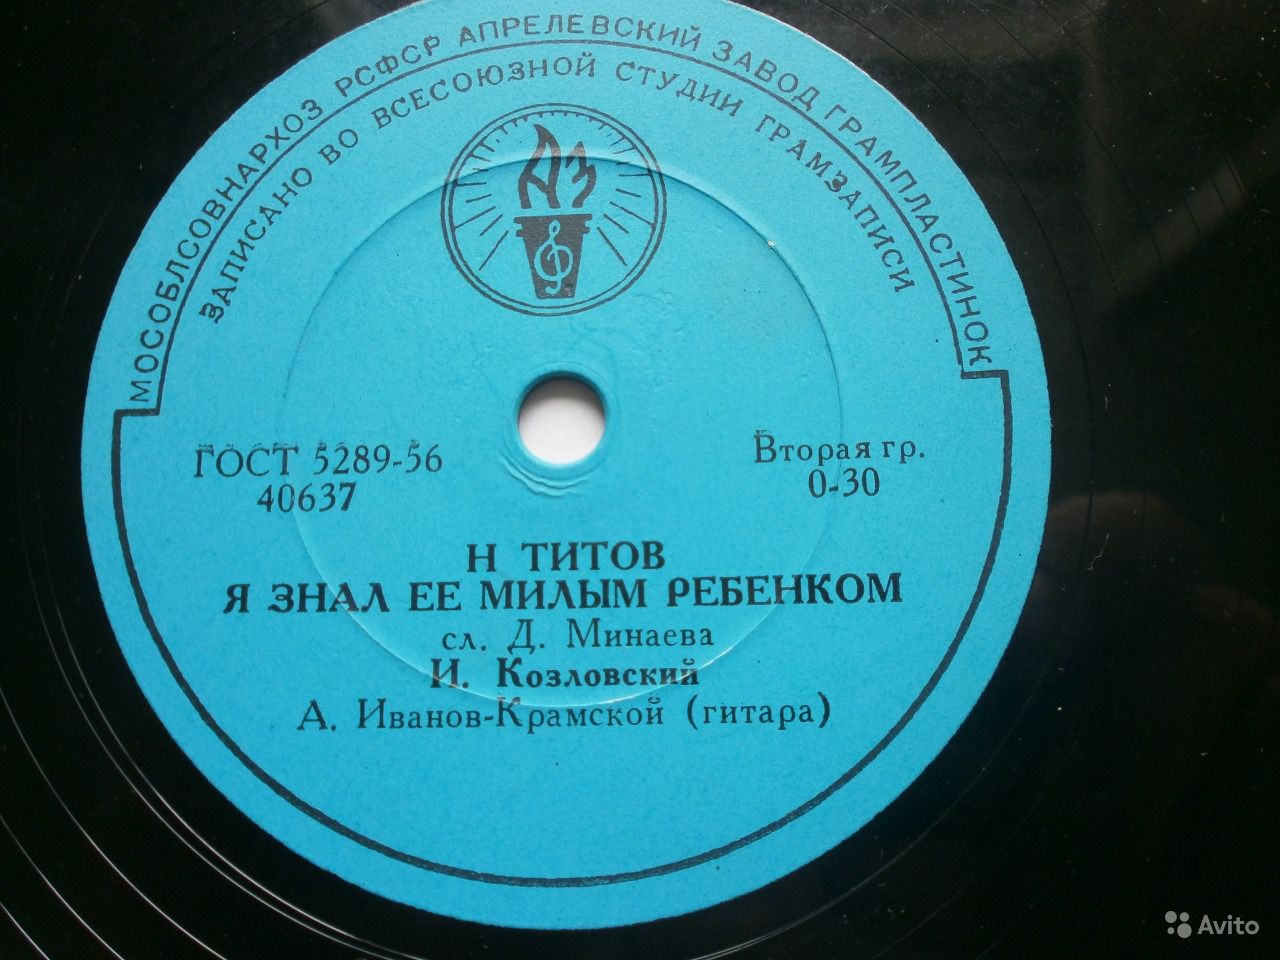 МОСОБЛСОВНАРХОЗ РСФСР АПРЕЛЕВСКИЙ ЗАВОД ГРАМПЛАСТИНОК
ЗАПИСАНО ВО ВСЕСОЮЗНОЙ СТУДИИ ГРАМЗАПИСИ
АЗ
ГОСТ 5289-56
40637
Вторая гр.
0-30
Н ТИТОВ
Я ЗНАЛ ЕЕ МИЛЫМ РЕБЕНКОМ
сл. Д. Минаева
И. Козловский
А. Иванов-Крамской (гитара)
Avito